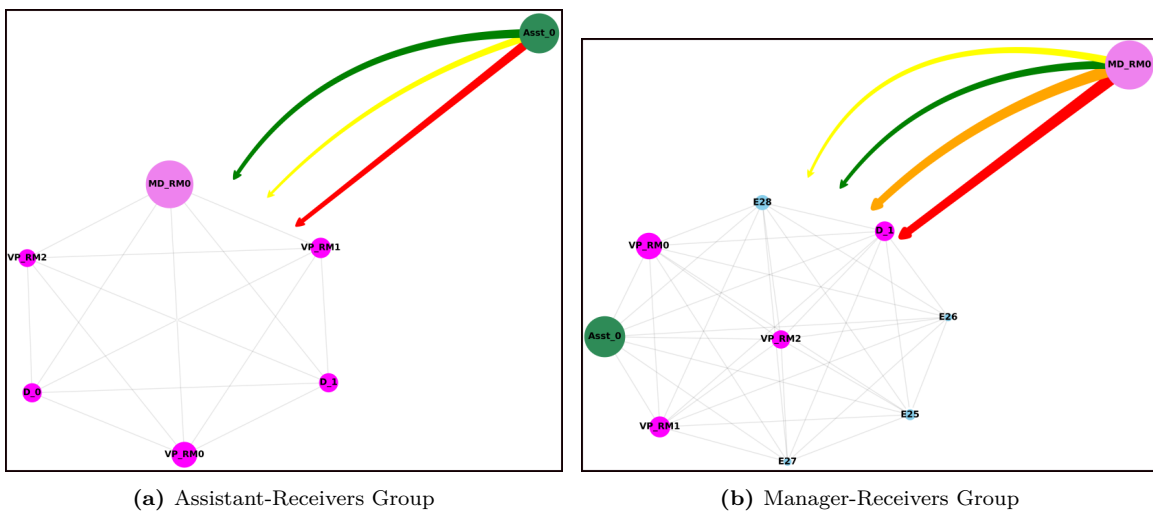 Asst_0
MD_RM0
VP_RM1
VP_RM2
D_1
D_0
VP_RM0
(a) Assistant-Receivers Group
MD_RM0
E28
D_1
VP_RM0
E26
Asst_0
VP_RM2
E25
VP_RM1
E27
(b) Manager-Receivers Group